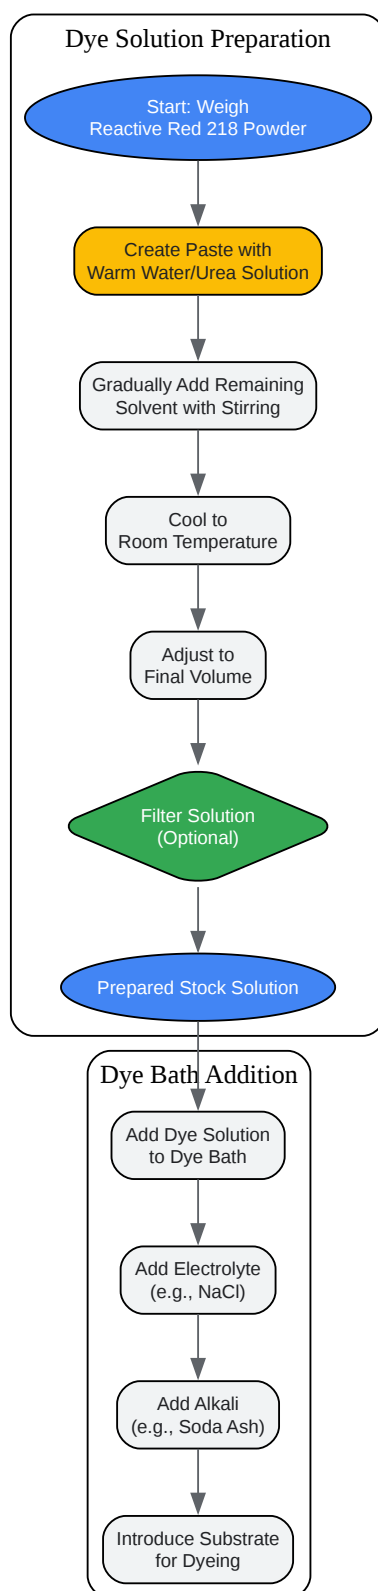 Dye Solution Preparation
Start: Weigh
Reactive Red 218 Powder
Create Paste with
Warm Water/Urea Solution
Gradually Add Remaining
Solvent with Stirring
Cool to
Room Temperature
Adjust to
Final Volume
Filter Solution
(Optional)
Prepared Stock Solution
Dye Bath Addition
Add Dye Solution
to Dye Bath
Add Electrolyte
(e.g., NaCl)
Add Alkali
(e.g., Soda Ash)
Introduce Substrate
for Dyeing